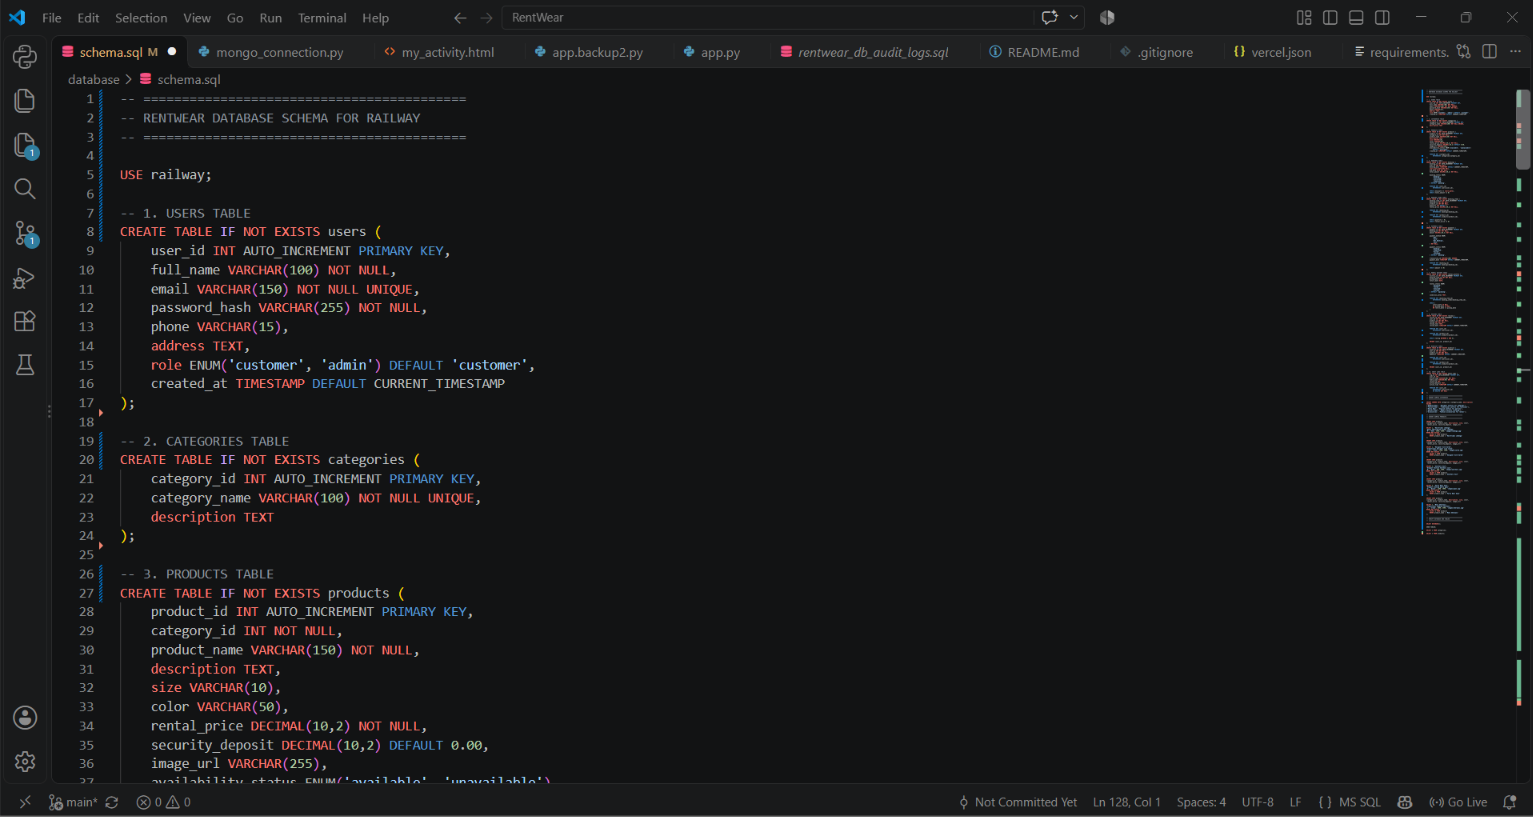 File Edit Selection View Go Run Terminal Help
RentWear
schema.sql M
mongo_connection.py
my_activity.html
app.backup2.py
app.py
rentwear_db_audit_logs.sql
README.md
.gitignore
vercel.json
requirements.
database > schema.sql
1 -- ==========================================
2 -- RENTWEAR DATABASE SCHEMA FOR RAILWAY
3 -- ==========================================
4
5 USE railway;
6
7 -- 1. USERS TABLE
8 CREATE TABLE IF NOT EXISTS users (
9     user_id INT AUTO_INCREMENT PRIMARY KEY,
10     full_name VARCHAR(100) NOT NULL,
11     email VARCHAR(150) NOT NULL UNIQUE,
12     password_hash VARCHAR(255) NOT NULL,
13     phone VARCHAR(15),
14     address TEXT,
15     role ENUM('customer', 'admin') DEFAULT 'customer',
16     created_at TIMESTAMP DEFAULT CURRENT_TIMESTAMP
17 );
18
19 -- 2. CATEGORIES TABLE
20 CREATE TABLE IF NOT EXISTS categories (
21     category_id INT AUTO_INCREMENT PRIMARY KEY,
22     category_name VARCHAR(100) NOT NULL UNIQUE,
23     description TEXT
24 );
25
26 -- 3. PRODUCTS TABLE
27 CREATE TABLE IF NOT EXISTS products (
28     product_id INT AUTO_INCREMENT PRIMARY KEY,
29     category_id INT NOT NULL,
30     product_name VARCHAR(150) NOT NULL,
31     description TEXT,
32     size VARCHAR(10),
33     color VARCHAR(50),
34     rental_price DECIMAL(10,2) NOT NULL,
35     security_deposit DECIMAL(10,2) DEFAULT 0.00,
36     image_url VARCHAR(255),
37     availability_status ENUM('available', 'unavailable')
1
1
main* 0 0 Not Committed Yet Ln 128, Col 1 Spaces: 4 UTF-8 LF { } MS SQL Go Live